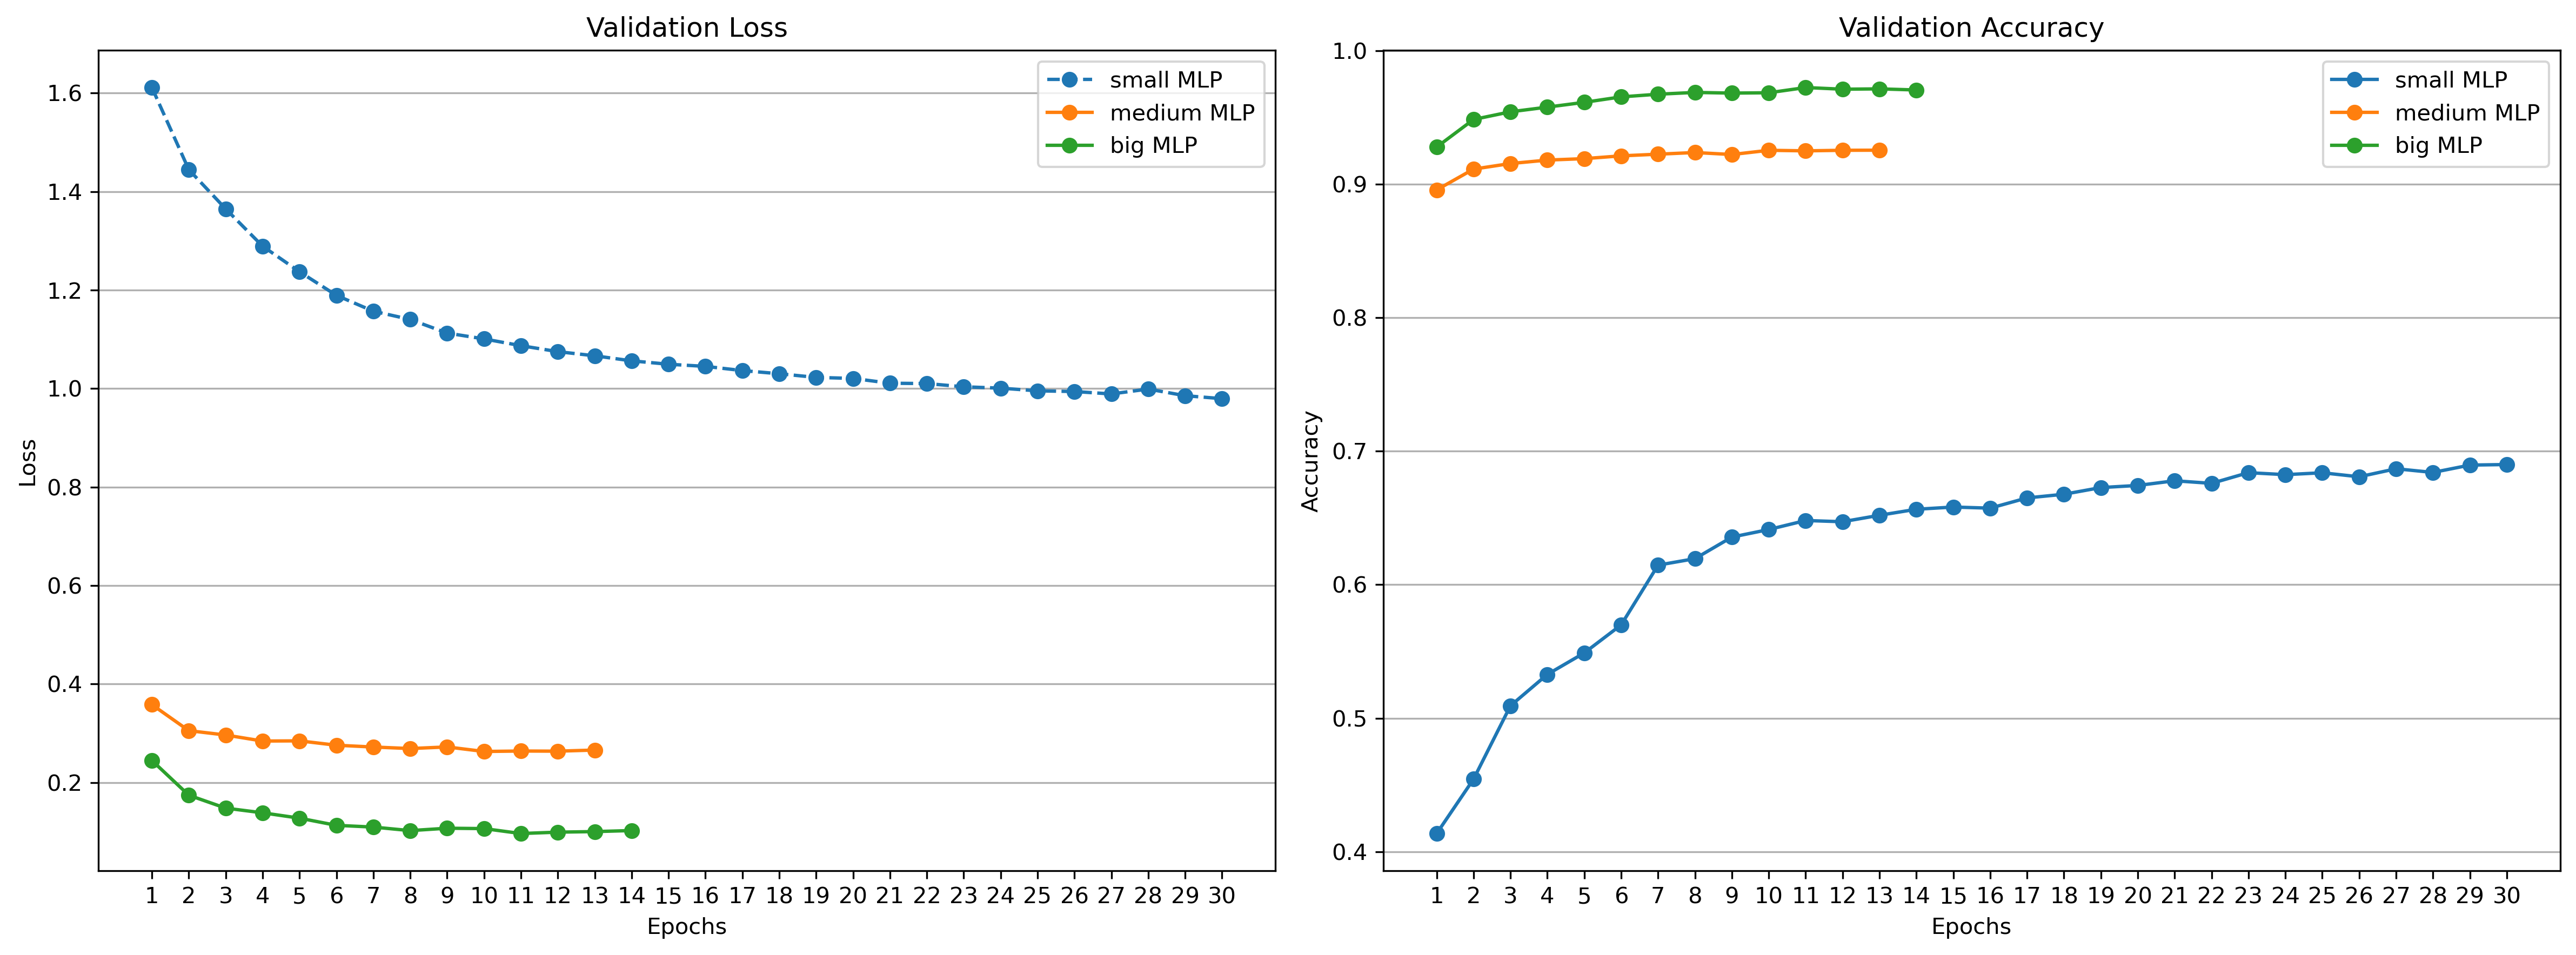 Validation Loss
1.6
1.4
1.2
1.0
0.8
0.6
0.4
0.2
Loss
small MLP
medium MLP
big MLP
1 2 3 4 5 6 7 8 9 10 11 12 13 14 15 16 17 18 19 20 21 22 23 24 25 26 27 28 29 30
Epochs
Validation Accuracy
1.0
0.9
0.8
0.7
0.6
0.5
0.4
Accuracy
small MLP
medium MLP
big MLP
1 2 3 4 5 6 7 8 9 10 11 12 13 14 15 16 17 18 19 20 21 22 23 24 25 26 27 28 29 30
Epochs